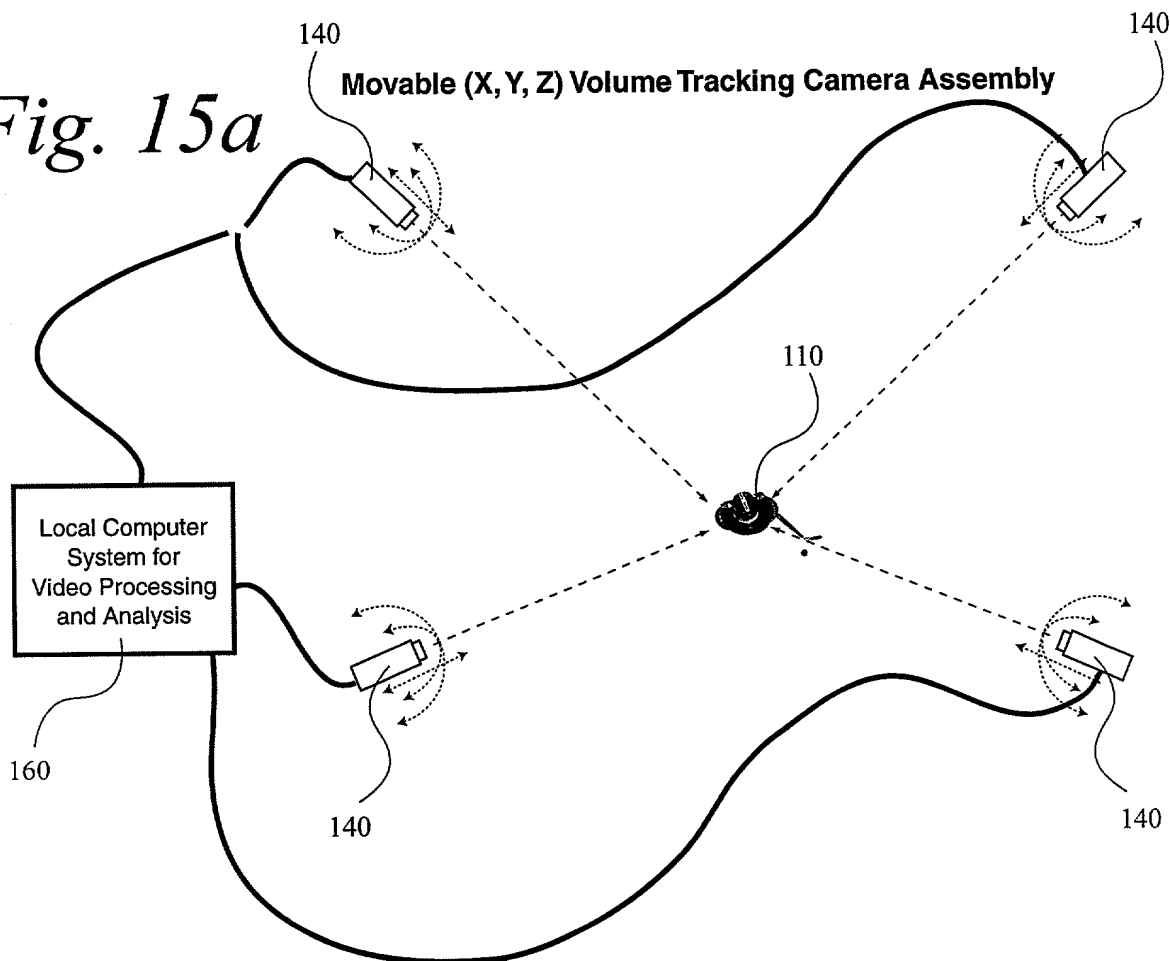 140
140
Movable (X, Y, Z) Volume Tracking Camera Assembly
Fig. 15a
110
Local Computer
System for
Video Processing
and Analysis
160
140
140